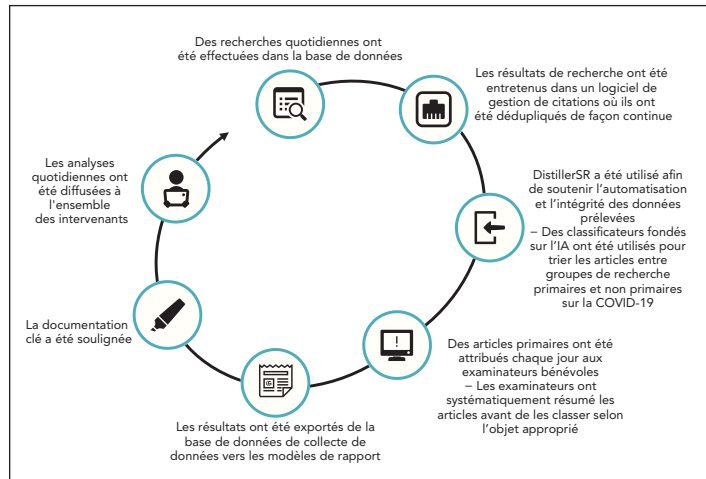 Des recherches quotidiennes ont
été effectuées dans la base de données
Les résultats de recherche ont été
entretenus dans un logiciel de
gestion de citations où ils ont
été dédupliqués de façon continue
DistillerSR a été utilisé afin
de soutenir l'automatisation
et l'intégrité des données
prélevées
– Des classificateurs fondés
sur l'IA ont été utilisés pour
trier les articles entre
groupes de recherche
primaires et non primaires
sur la COVID-19
Des articles primaires ont été
attribués chaque jour aux
examinateurs bénévoles
– Les examinateurs ont
systématiquement résumé les
articles avant de les classer selon
l'objet approprié
Les résultats ont été exportés de la
base de données de collecte de
données vers les modèles de rapport
La documentation
clé a été soulignée
Les analyses
quotidiennes ont
été diffusées à
l'ensemble
des intervenants